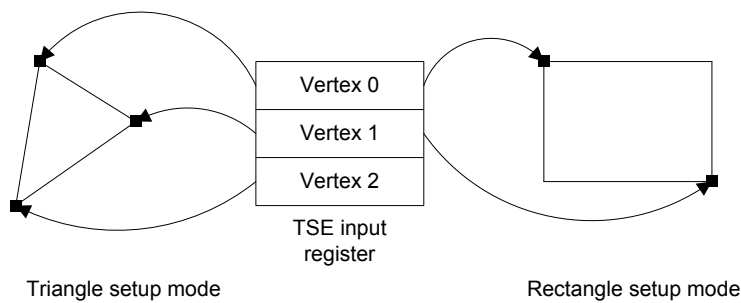 Vertex 0
Vertex 1
Vertex 2
TSE input
register
Triangle setup mode
Rectangle setup mode